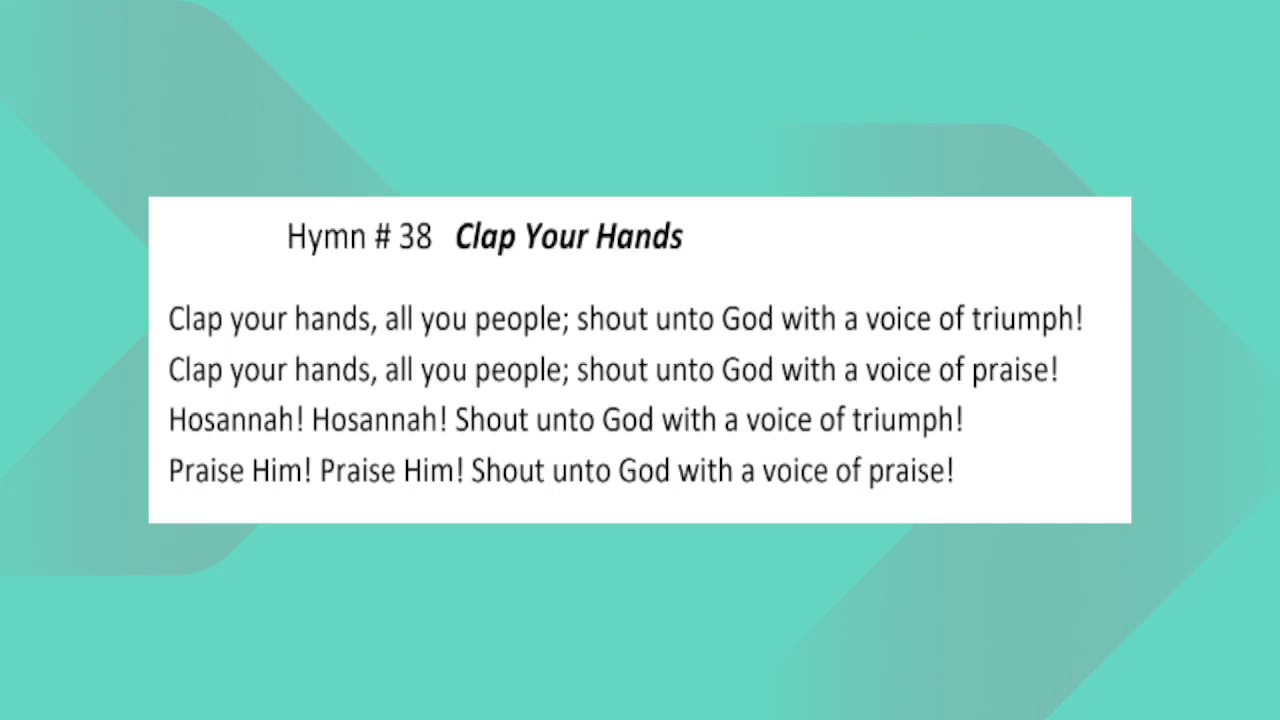 Hymn # 38 Clap Your Hands
Clap your hands, all you people; shout unto God with a voice of triumph!
Clap your hands, all you people; shout unto God with a voice of praise!
Hosannah! Hosannah! Shout unto God with a voice of triumph!
Praise Him! Praise Him! Shout unto God with a voice of praise!